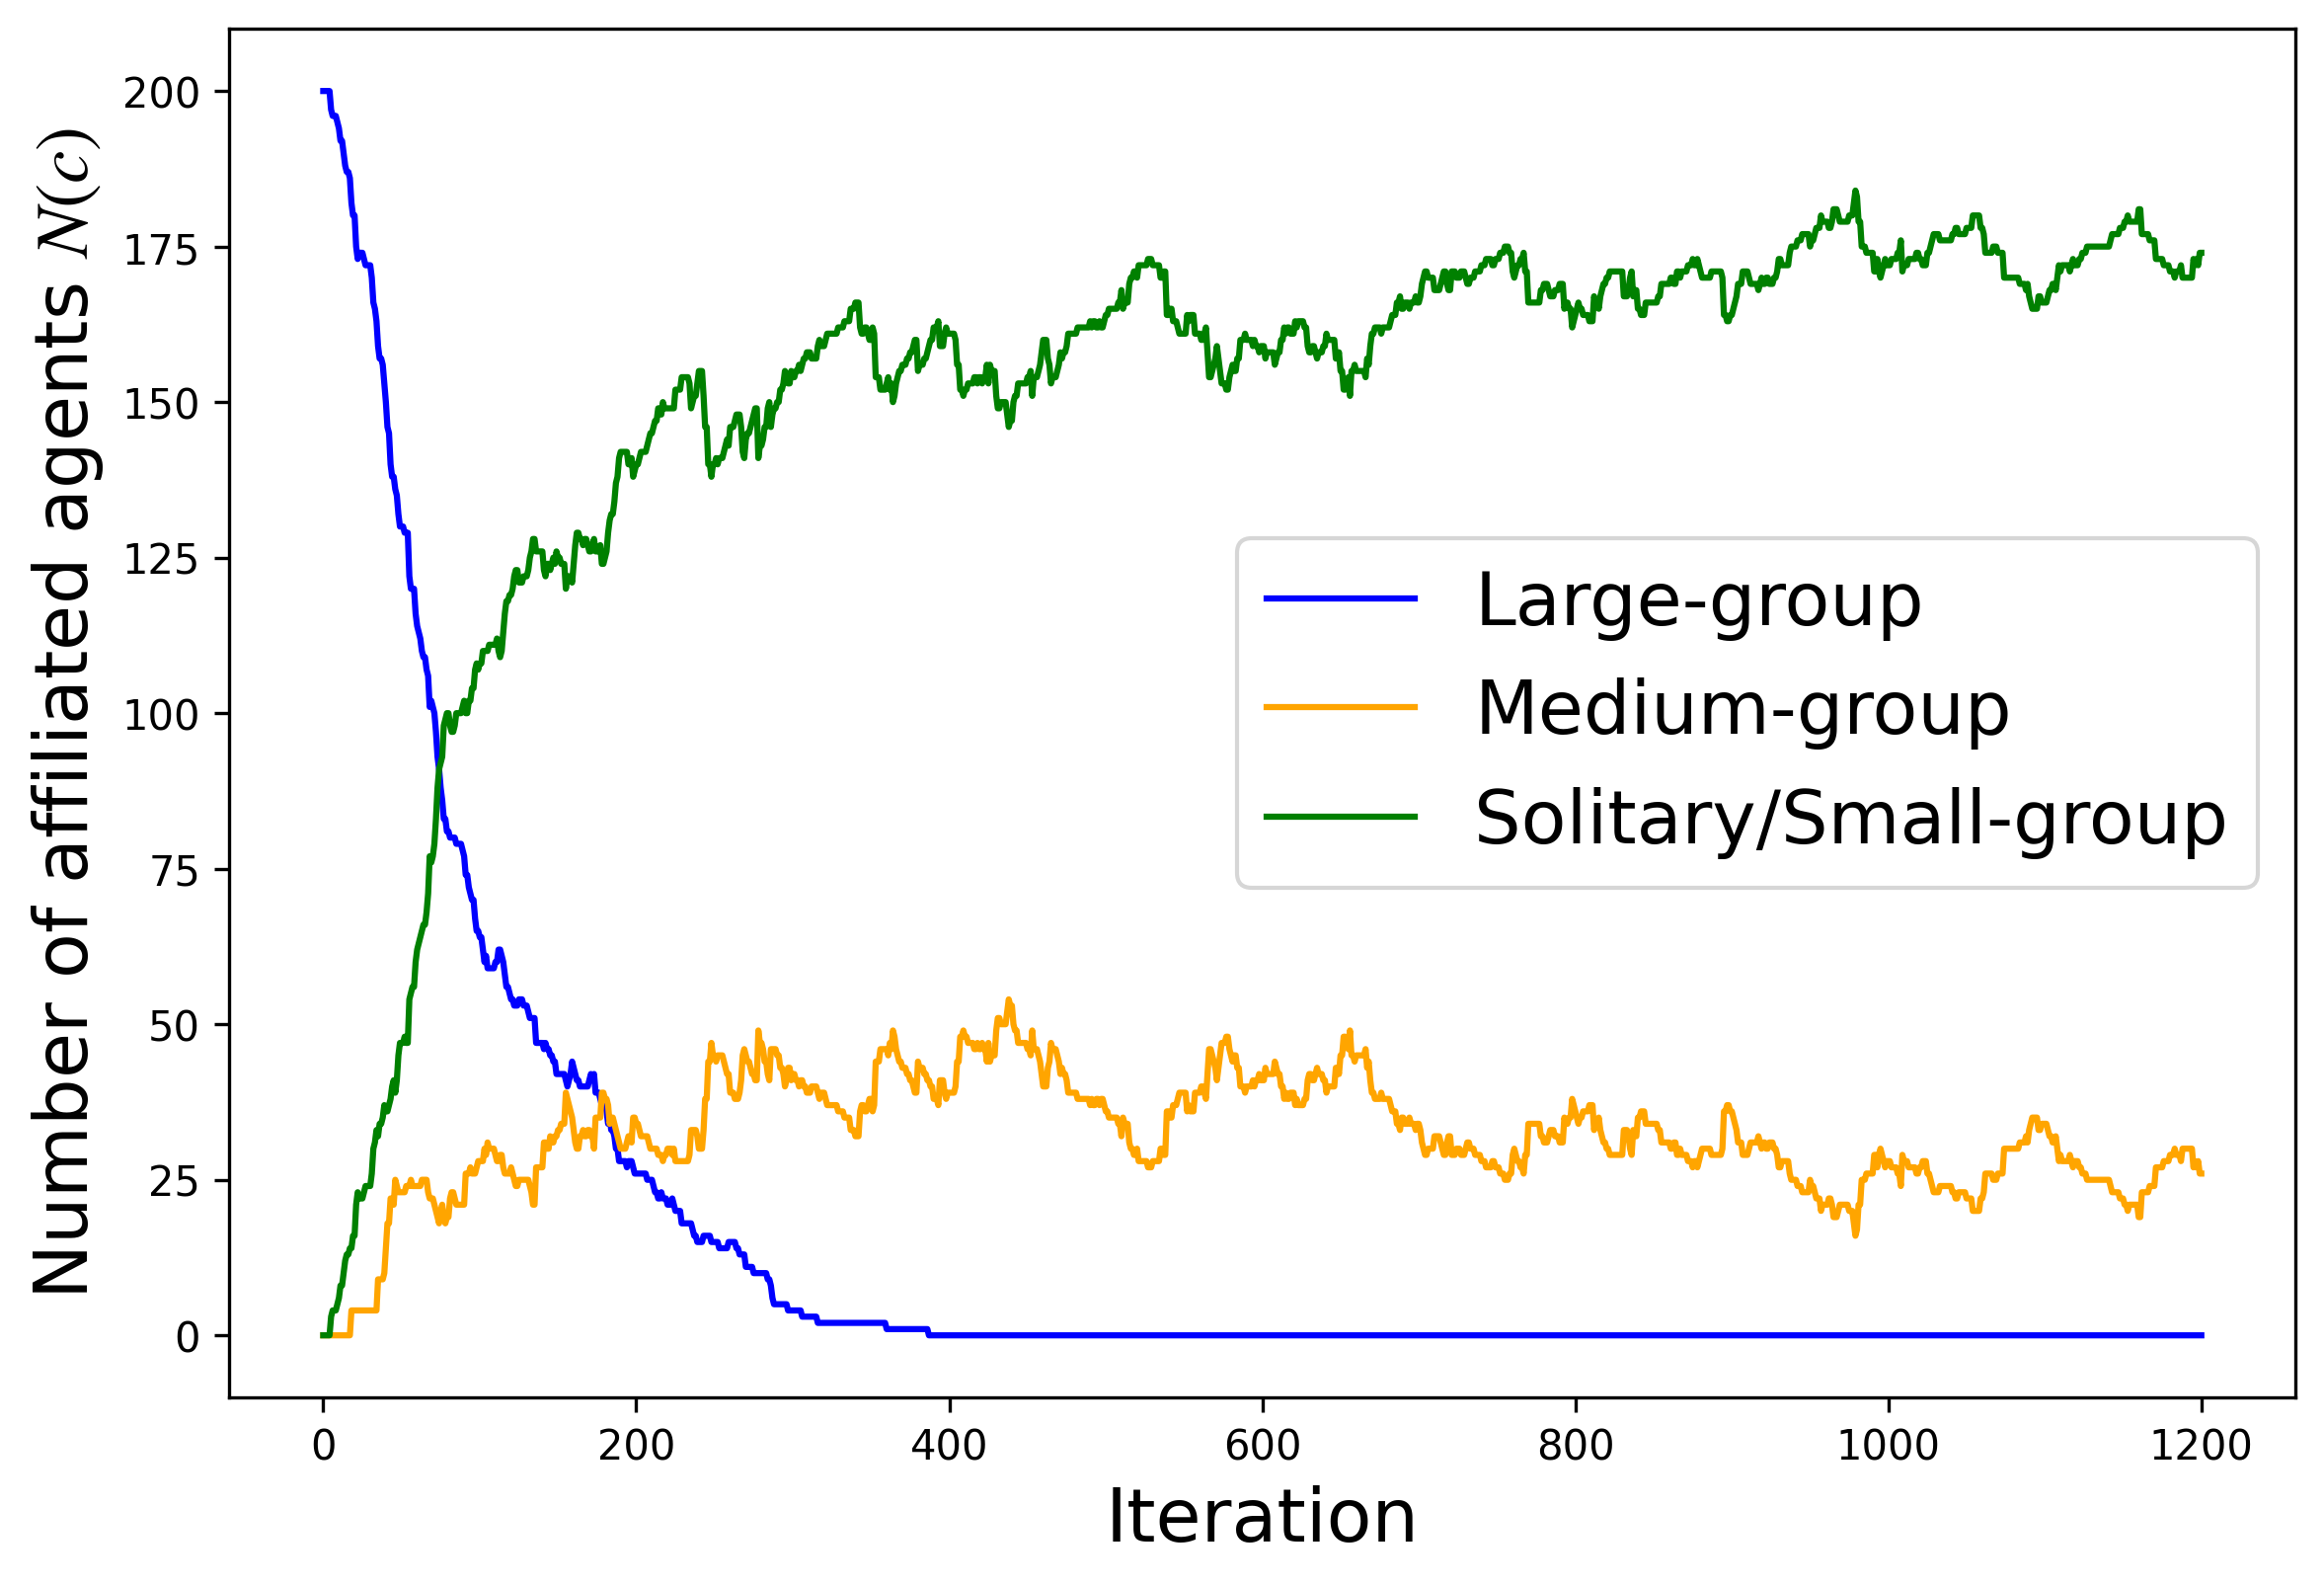 Number of affiliated agents N(c)
200
175
150
125
100
75
50
25
0
Large-group
Medium-group
Solitary/Small-group
0 200 400 600 800 1000 1200
Iteration